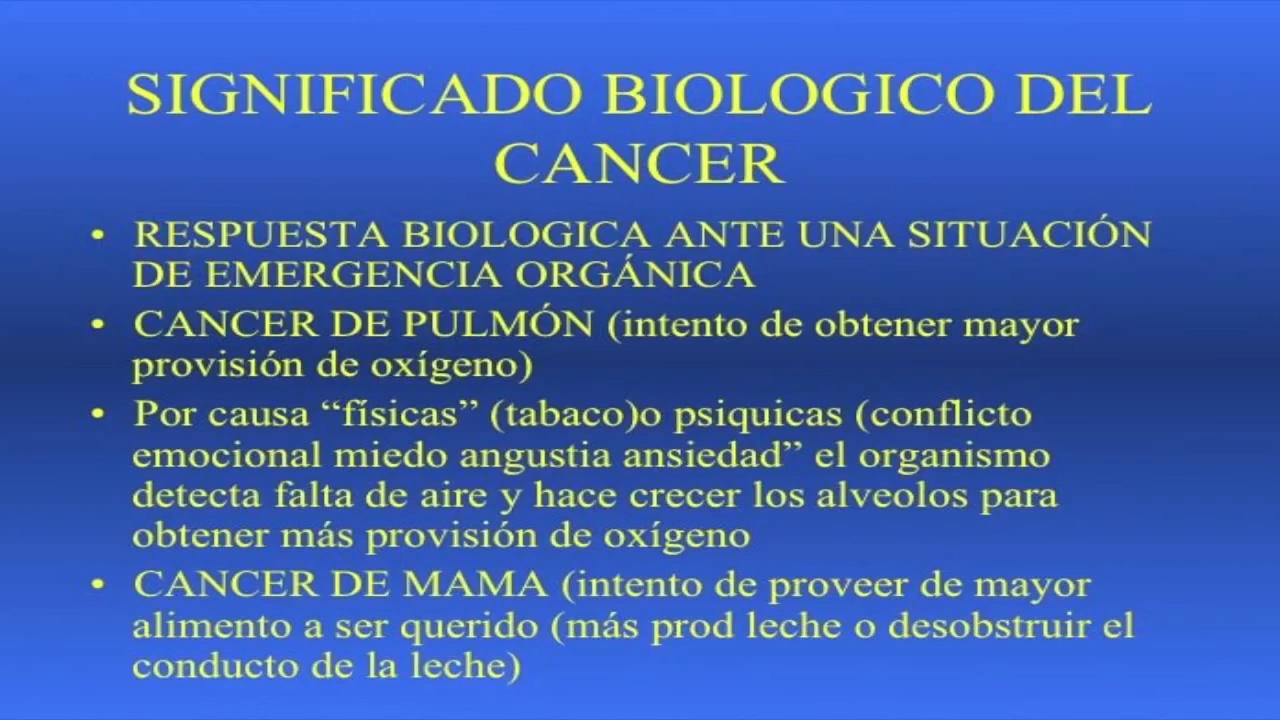 SIGNIFICADO BIOLOGICO DEL
CANCER
• RESPUESTA BIOLOGICA ANTE UNA SITUACIÓN
DE EMERGENCIA ORGÁNICA
• CANCER DE PULMÓN (intento de obtener mayor
provisión de oxígeno)
• Por causa “físicas” (tabaco)o psiquicas (conflicto
emocional miedo angustia ansiedad” el organismo
detecta falta de aire y hace crecer los alveolos para
obtener más provisión de oxígeno
• CANCER DE MAMA (intento de proveer de mayor
alimento a ser querido (más prod leche o desobstruir el
conducto de la leche)